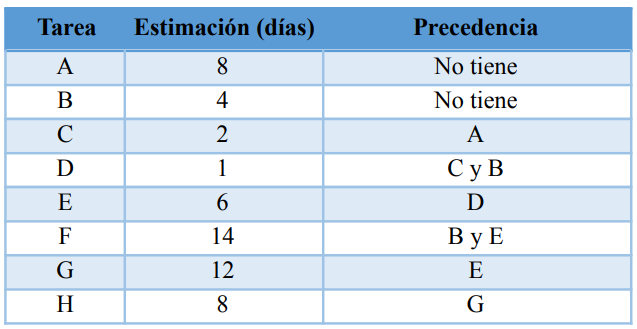 Tarea Estimación (días) Precedencia
A 8 No tiene
B 4 No tiene
C 2 A
D 1 C y B
E 6 D
F 14 B y E
G 12 E
H 8 G